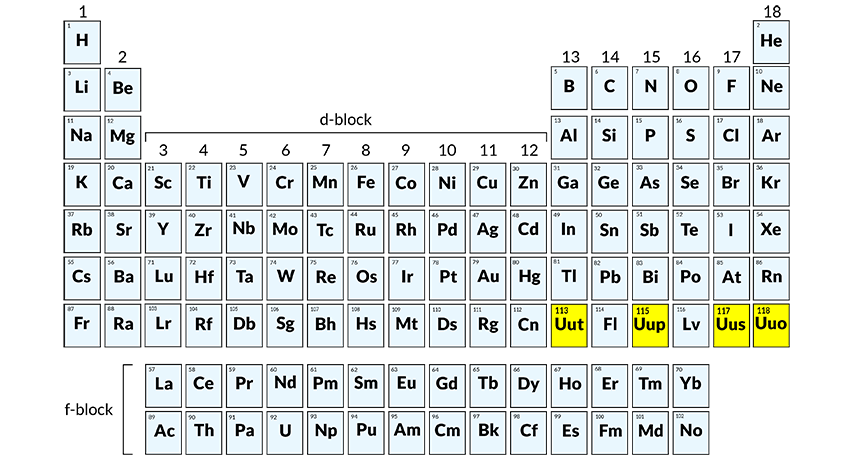 1 18
1 2
H He
2 13 14 15 16 17
3 4 5 6 7 8 9 10
Li Be B C N O F Ne
d-block
11 12 13 14 15 16 17 18
Na Mg Al Si P S Cl Ar
3 4 5 6 7 8 9 10 11 12
19 20 21 22 23 24 25 26 27 28 29 30 31 32 33 34 35 36
K Ca Sc Ti V Cr Mn Fe Co Ni Cu Zn Ga Ge As Se Br Kr
37 38 39 40 41 42 43 44 45 46 47 48 49 50 51 52 53 54
Rb Sr Y Zr Nb Mo Tc Ru Rh Pd Ag Cd In Sn Sb Te I Xe
55 56 71 72 73 74 75 76 77 78 79 80 81 82 83 84 85 86
Cs Ba Lu Hf Ta W Re Os Ir Pt Au Hg Tl Pb Bi Po At Rn
87 88 103 104 105 106 107 108 109 110 111 112 113 114 115 116 117 118
Fr Ra Lr Rf Db Sg Bh Hs Mt Ds Rg Cn Uut Fl Uup Lv Uus Uuo
57 58 59 60 61 62 63 64 65 66 67 68 69 70
La Ce Pr Nd Pm Sm Eu Gd Tb Dy Ho Er Tm Yb
f-block
89 90 91 92 93 94 95 96 97 98 99 100 101 102
Ac Th Pa U Np Pu Am Cm Bk Cf Es Fm Md No